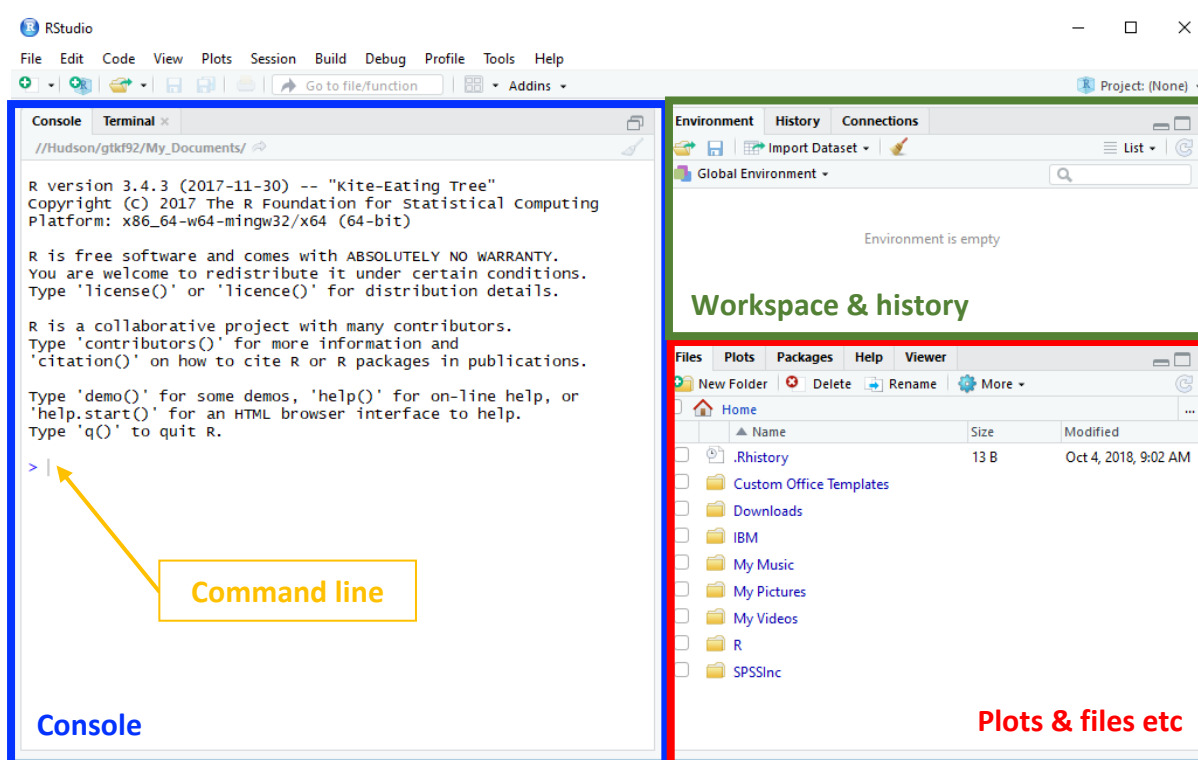 RStudio
File Edit Code View Plots Session Build Debug Profile Tools Help
Go to file/function Addins Project: (None)
Console Terminal
//Hudson/gtkf92/My_Documents/
R version 3.4.3 (2017-11-30) -- "Kite-Eating Tree"
Copyright (C) 2017 The R Foundation for Statistical Computing
Platform: x86_64-w64-mingw32/x64 (64-bit)
R is free software and comes with ABSOLUTELY NO WARRANTY.
You are welcome to redistribute it under certain conditions.
Type 'license()' or 'licence()' for distribution details.
R is a collaborative project with many contributors.
Type 'contributors()' for more information and
'citation()' on how to cite R or R packages in publications.
Type 'demo()' for some demos, 'help()' for on-line help, or
'help.start()' for an HTML browser interface to help.
Type 'q()' to quit R.
>
Command line
Console
Environment History Connections
Import Dataset List
Global Environment
Environment is empty
Workspace & history
Files Plots Packages Help Viewer
New Folder Delete Rename More
Home ...
Name Size Modified
.Rhistory 13 B Oct 4, 2018, 9:02 AM
Custom Office Templates
Downloads
IBM
My Music
My Pictures
My Videos
R
SPSSInc
Plots & files etc